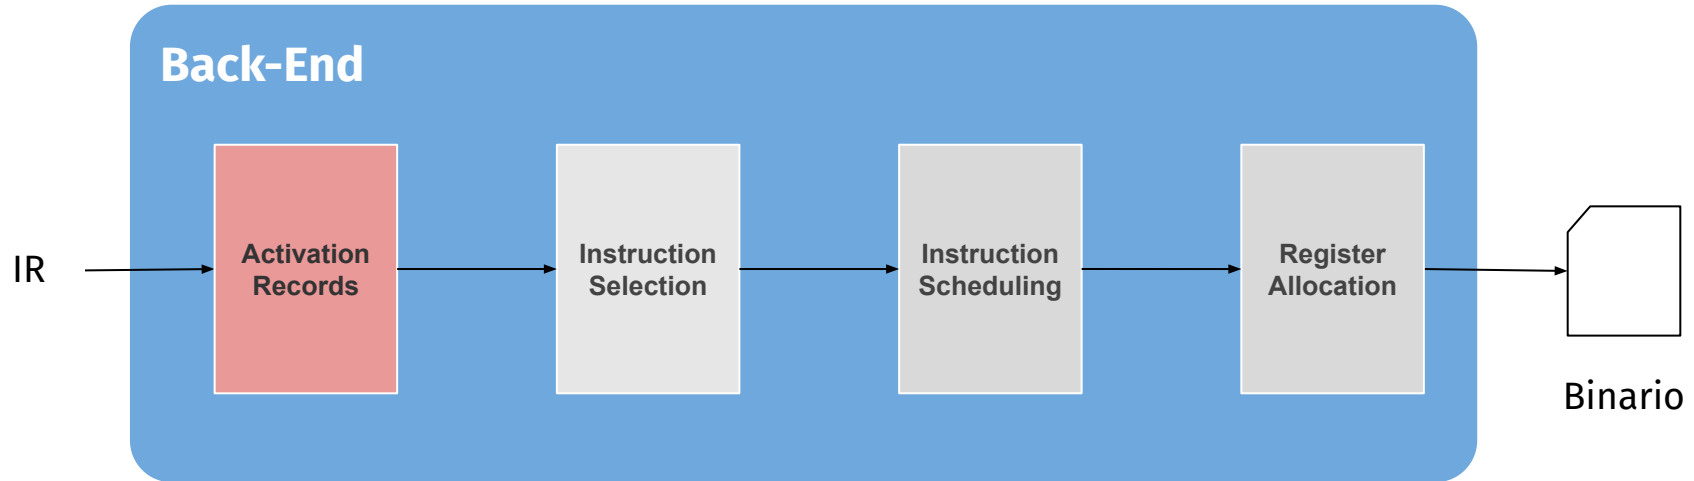 Back-End
IR
Activation
Records
Instruction
Selection
Instruction
Scheduling
Register
Allocation
Binario